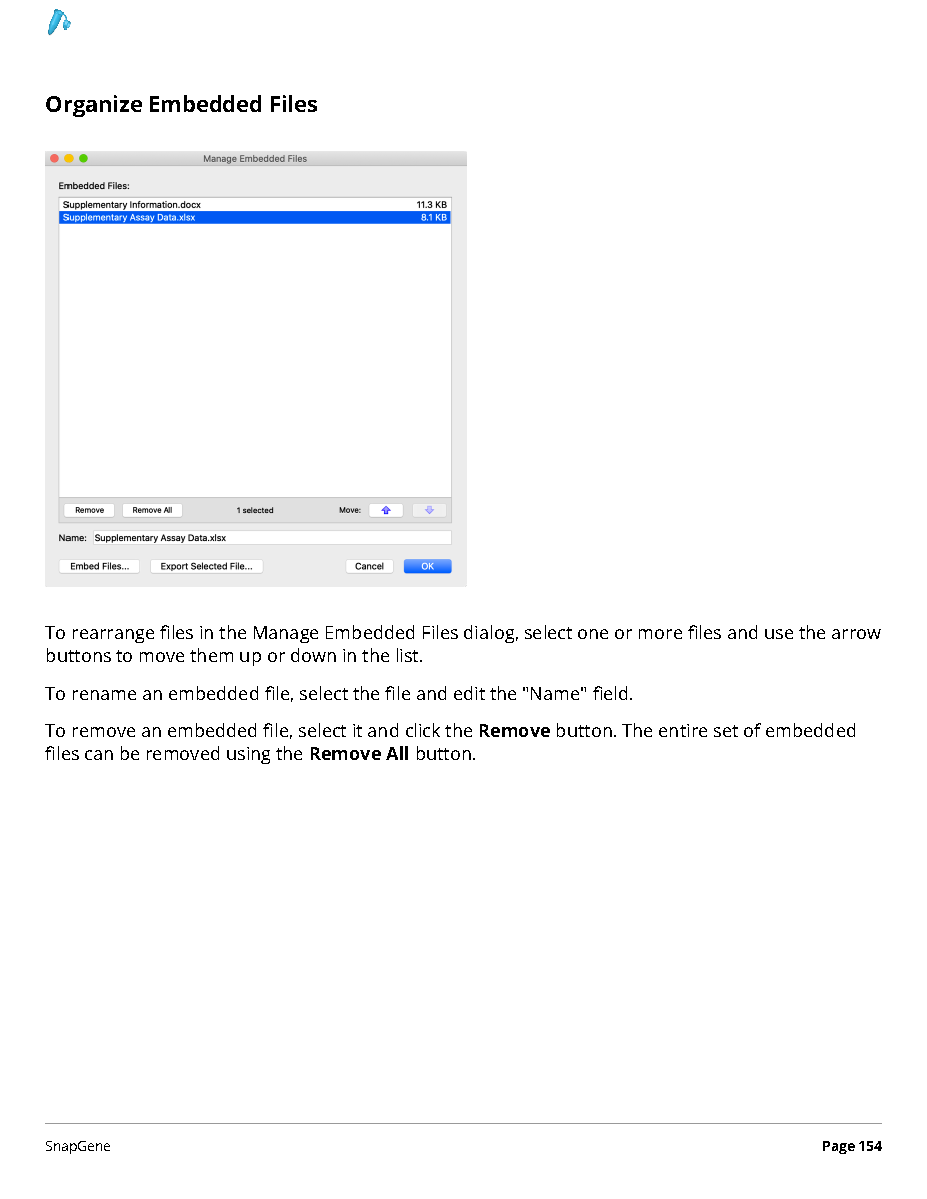 Organize Embedded Files
Manage Embedded Files
Embedded Files:
Supplementary Information.docx 11.3 KB
Supplementary Assay Data.xlsx 8.1 KB
Remove Remove All 1 selected Move:
Name: Supplementary Assay Data.xlsx
Embed Files... Export Selected File... Cancel OK
To rearrange files in the Manage Embedded Files dialog, select one or more files and use the arrow
buttons to move them up or down in the list.
To rename an embedded file, select the file and edit the "Name" field.
To remove an embedded file, select it and click the Remove button. The entire set of embedded
files can be removed using the Remove All button.
SnapGene Page 154